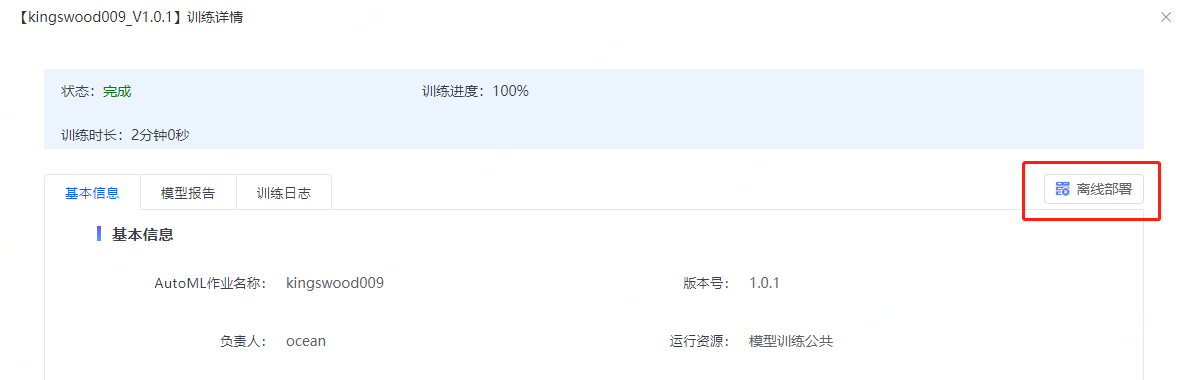 【kingswood009_V1.0.1】训练详情
状态：完成 训练进度：100%
训练时长：2分钟0秒
基本信息 模型报告 训练日志 离线部署
基本信息
AutoML作业名称： kingswood009 版本号： 1.0.1
负责人： ocean 运行资源： 模型训练公共